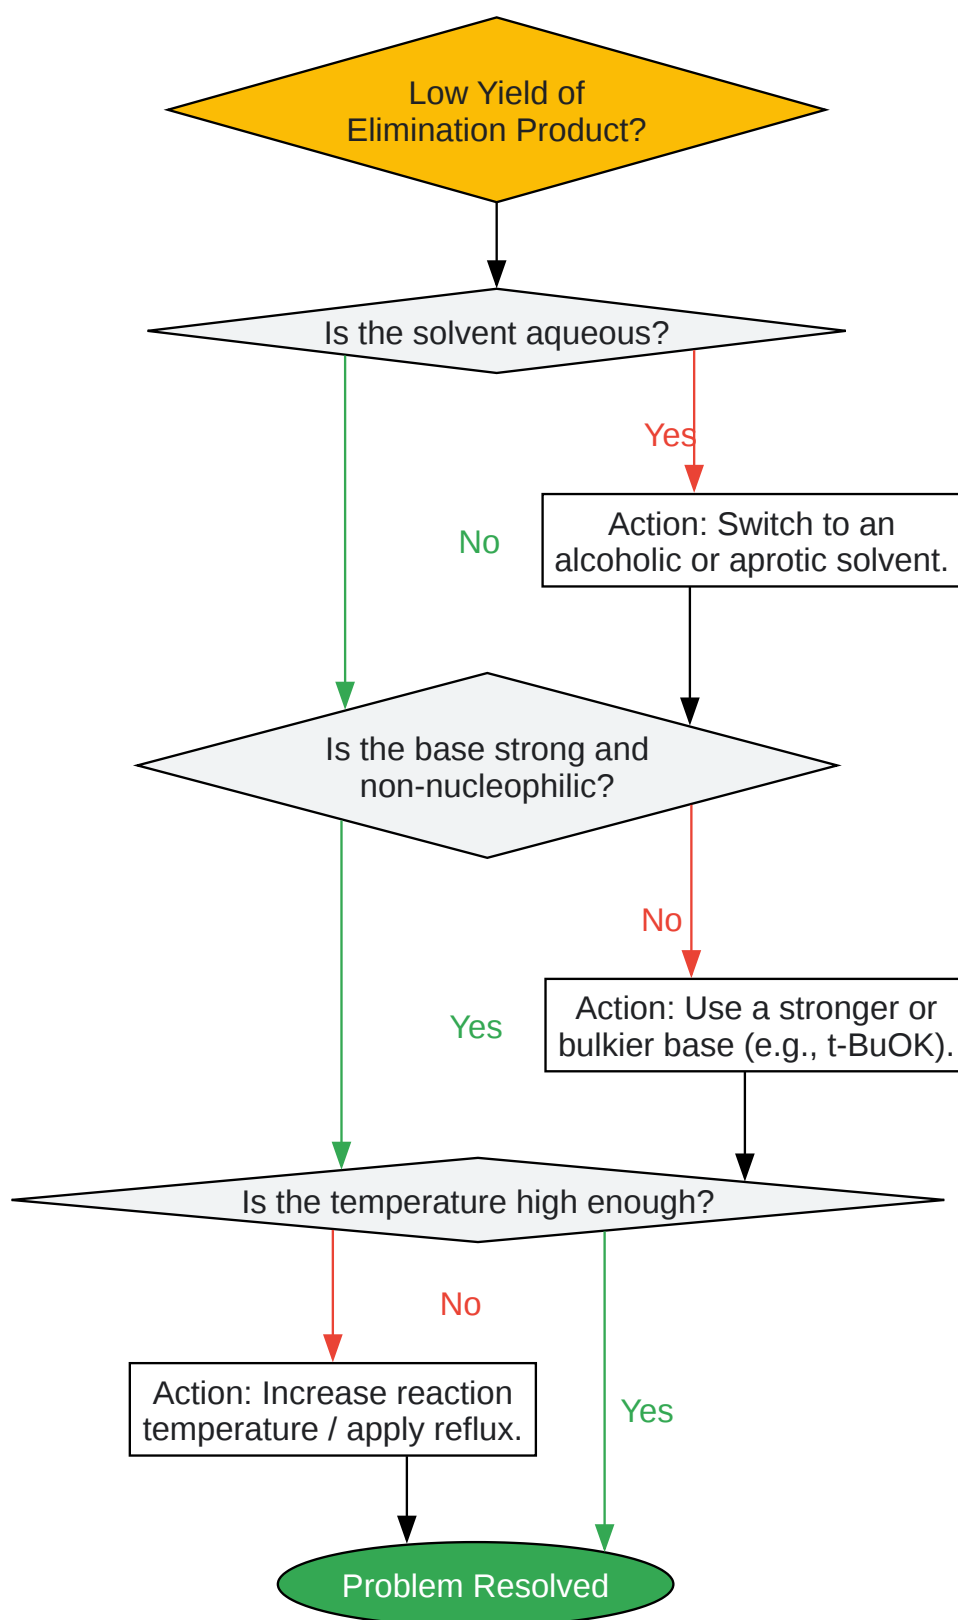 Low Yield of
Elimination Product?
Is the solvent aqueous?
Yes
Action: Switch to an
alcoholic or aprotic solvent.
No
Is the base strong and
non-nucleophilic?
No
Action: Use a stronger or
bulkier base (e.g., t-BuOK).
Yes
Is the temperature high enough?
No
Action: Increase reaction
temperature / apply reflux.
Yes
Problem Resolved